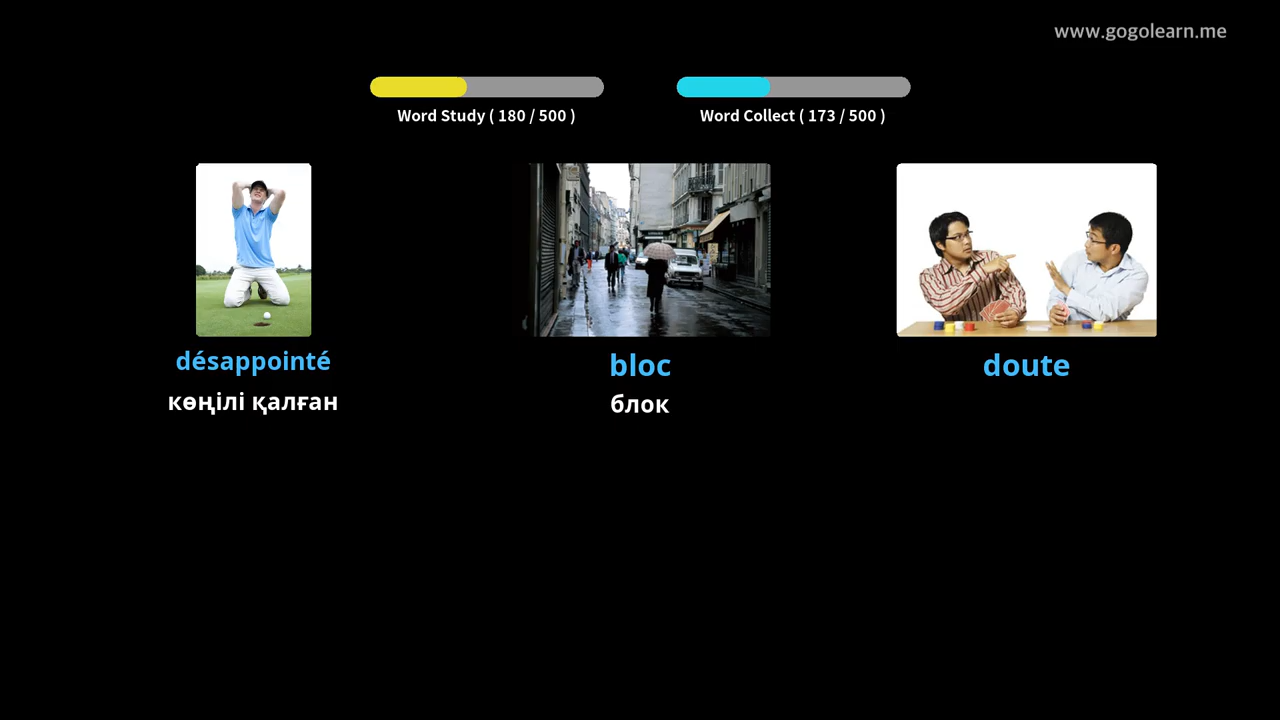 www.gogolearn.me
Word Study ( 180 / 500 )
Word Collect ( 173 / 500 )
désappointé
bloc
doute
көңілі қалған
блок